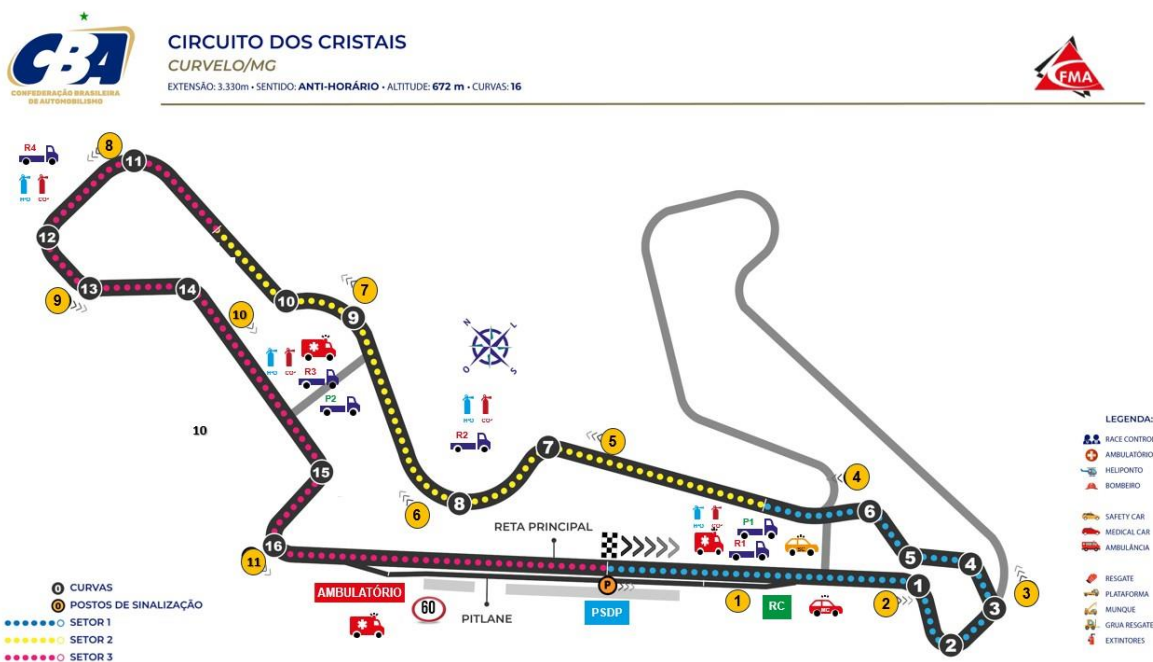 CBA
CONFEDERAÇÃO BRASILEIRA
DE AUTOMOBILISMO
CIRCUITO DOS CRISTAIS
CURVELO/MG
EXTENSÃO: 3.330m • SENTIDO: ANTI-HORÁRIO • ALTITUDE: 672 m • CURVAS: 16
FMA
R4
8
11
12
9
13
14
10
10
9
7
R3
P2
N
L
O
S
10
R2
15
8
6
7
5
4
6
P1
R1
SC
RETA PRINCIPAL
16
11
AMBULATÓRIO
60
PITLANE
P
PSDP
1
RC
2
1
5
4
3
3
2
0 CURVAS
0 POSTOS DE SINALIZAÇÃO
SETOR 1
SETOR 2
SETOR 3
LEGENDA:
RACE CONTROL
AMBULATÓRIO
HELIPONTO
BOMBEIRO
SAFETY CAR
MEDICAL CAR
AMBULÂNCIA
RESGATE
PLATAFORMA
MUNQUE
GRUA RESGATE
EXTINTORES